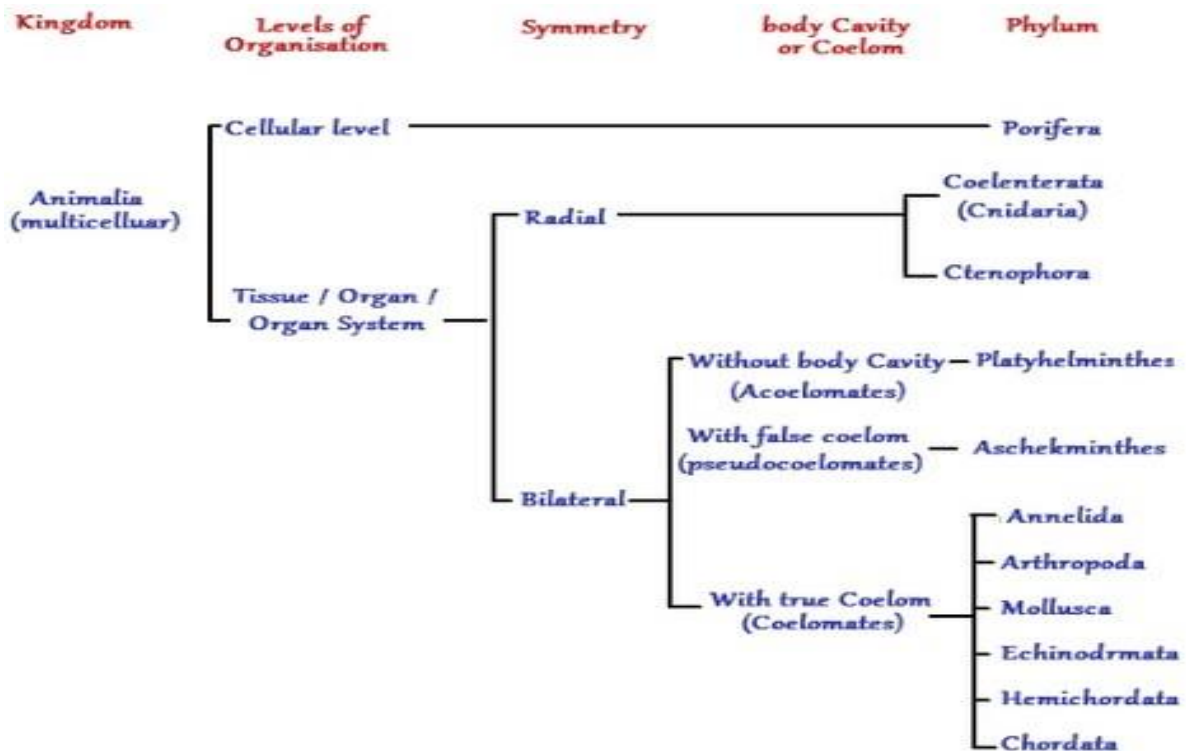 Kingdom
Levels of
Organisation
Symmetry
body Cavity
or Coelom
Phylum
Cellular level
Porifera
Animalia
(multicelluar)
Coelenterata
(Cnidaria)
Radial
Ctenophora
Tissue / Organ /
Organ System
Without body Cavity
(Acoelomates)
Platyhelminthes
With false coelom
(pseudocoelomates)
Aschekminthes
Bilateral
Annelida
Arthropoda
With true Coelom
(Coelomates)
Mollusca
Echinodrmata
Hemichordata
Chordata